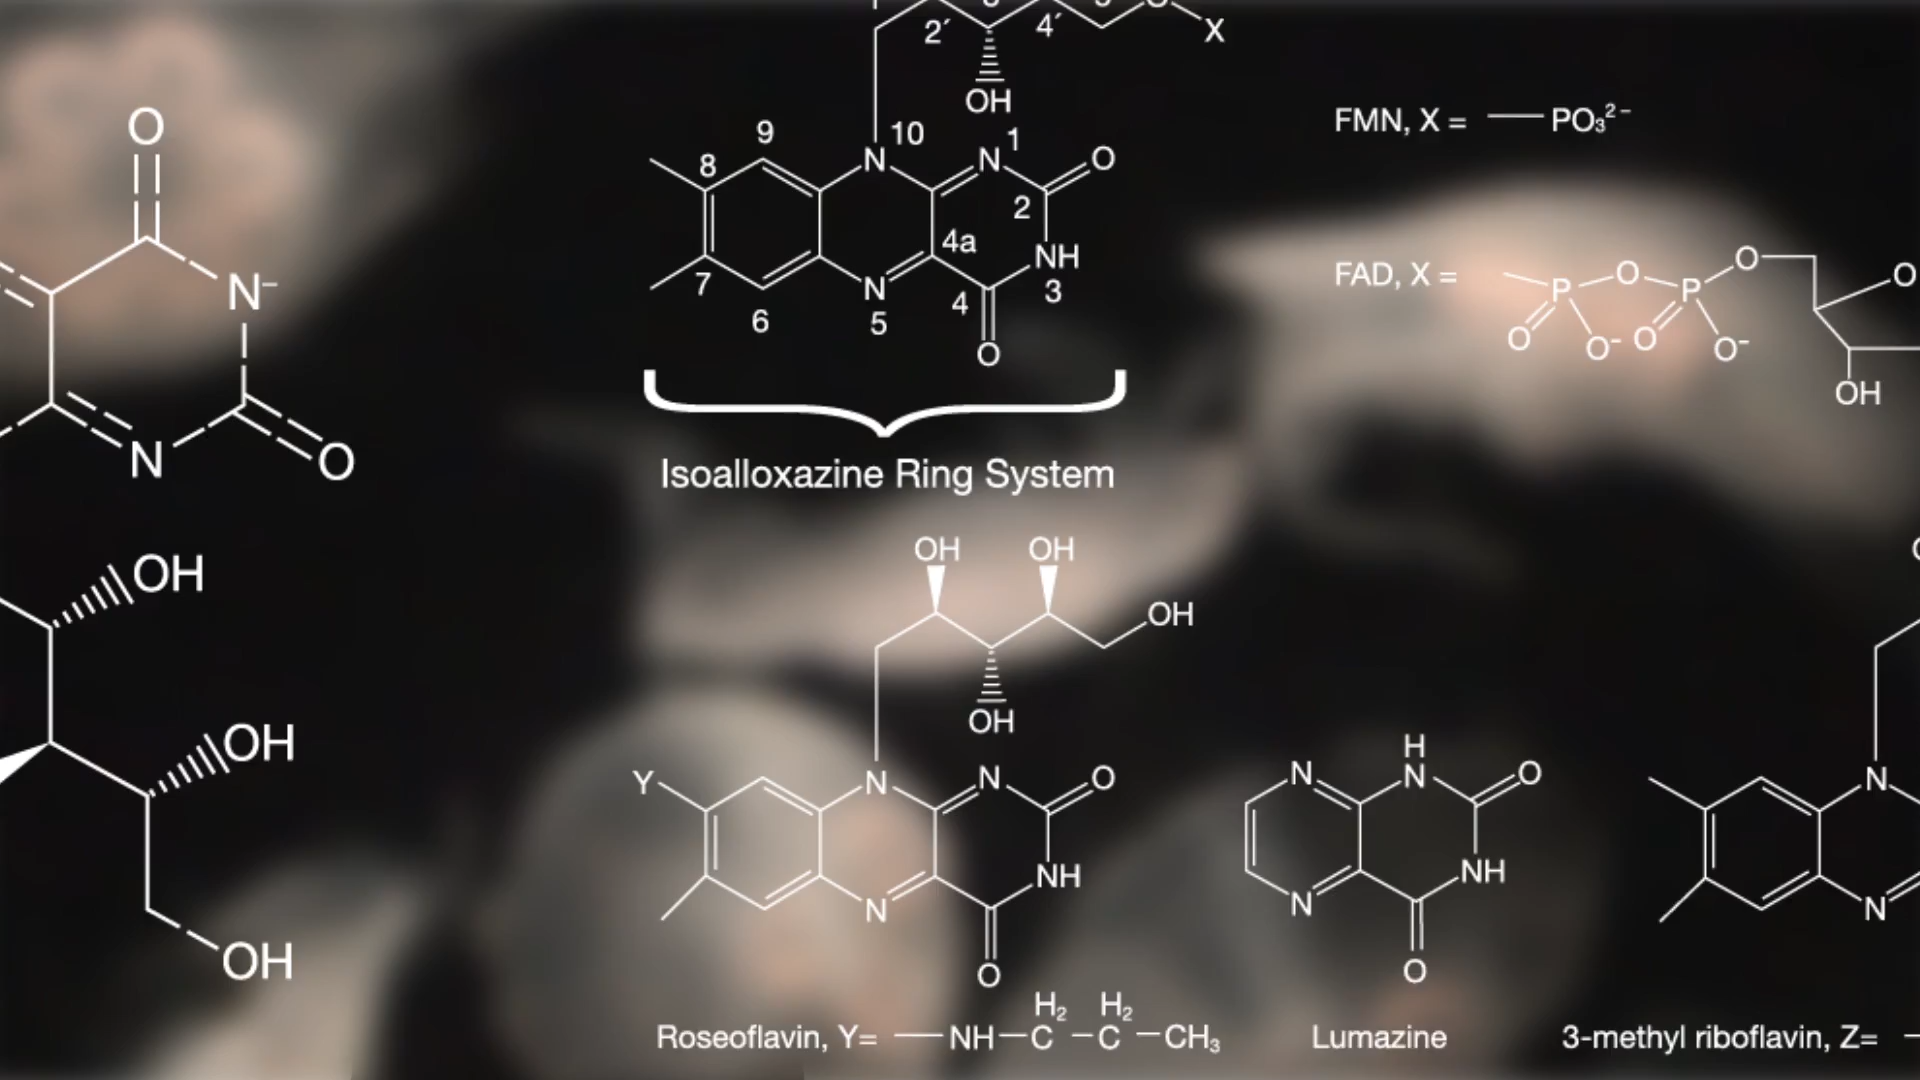 2′ 4′ X
OH
9 10 1
8 N N O
2
4a
NH
7 N 4 3
6 5
O
Isoalloxazine Ring System
FMN, X = PO₃²⁻
FAD, X = P O P O O
O O⁻ O O⁻
OH
O
N⁻
N O
OH
OH
OH
OH OH
OH
OH
Y N N O
NH
N
O
Roseoflavin, Y= NH C C CH₃
H₂ H₂
H
N N O
N NH
O
Lumazine
N
N
3-methyl riboflavin, Z=